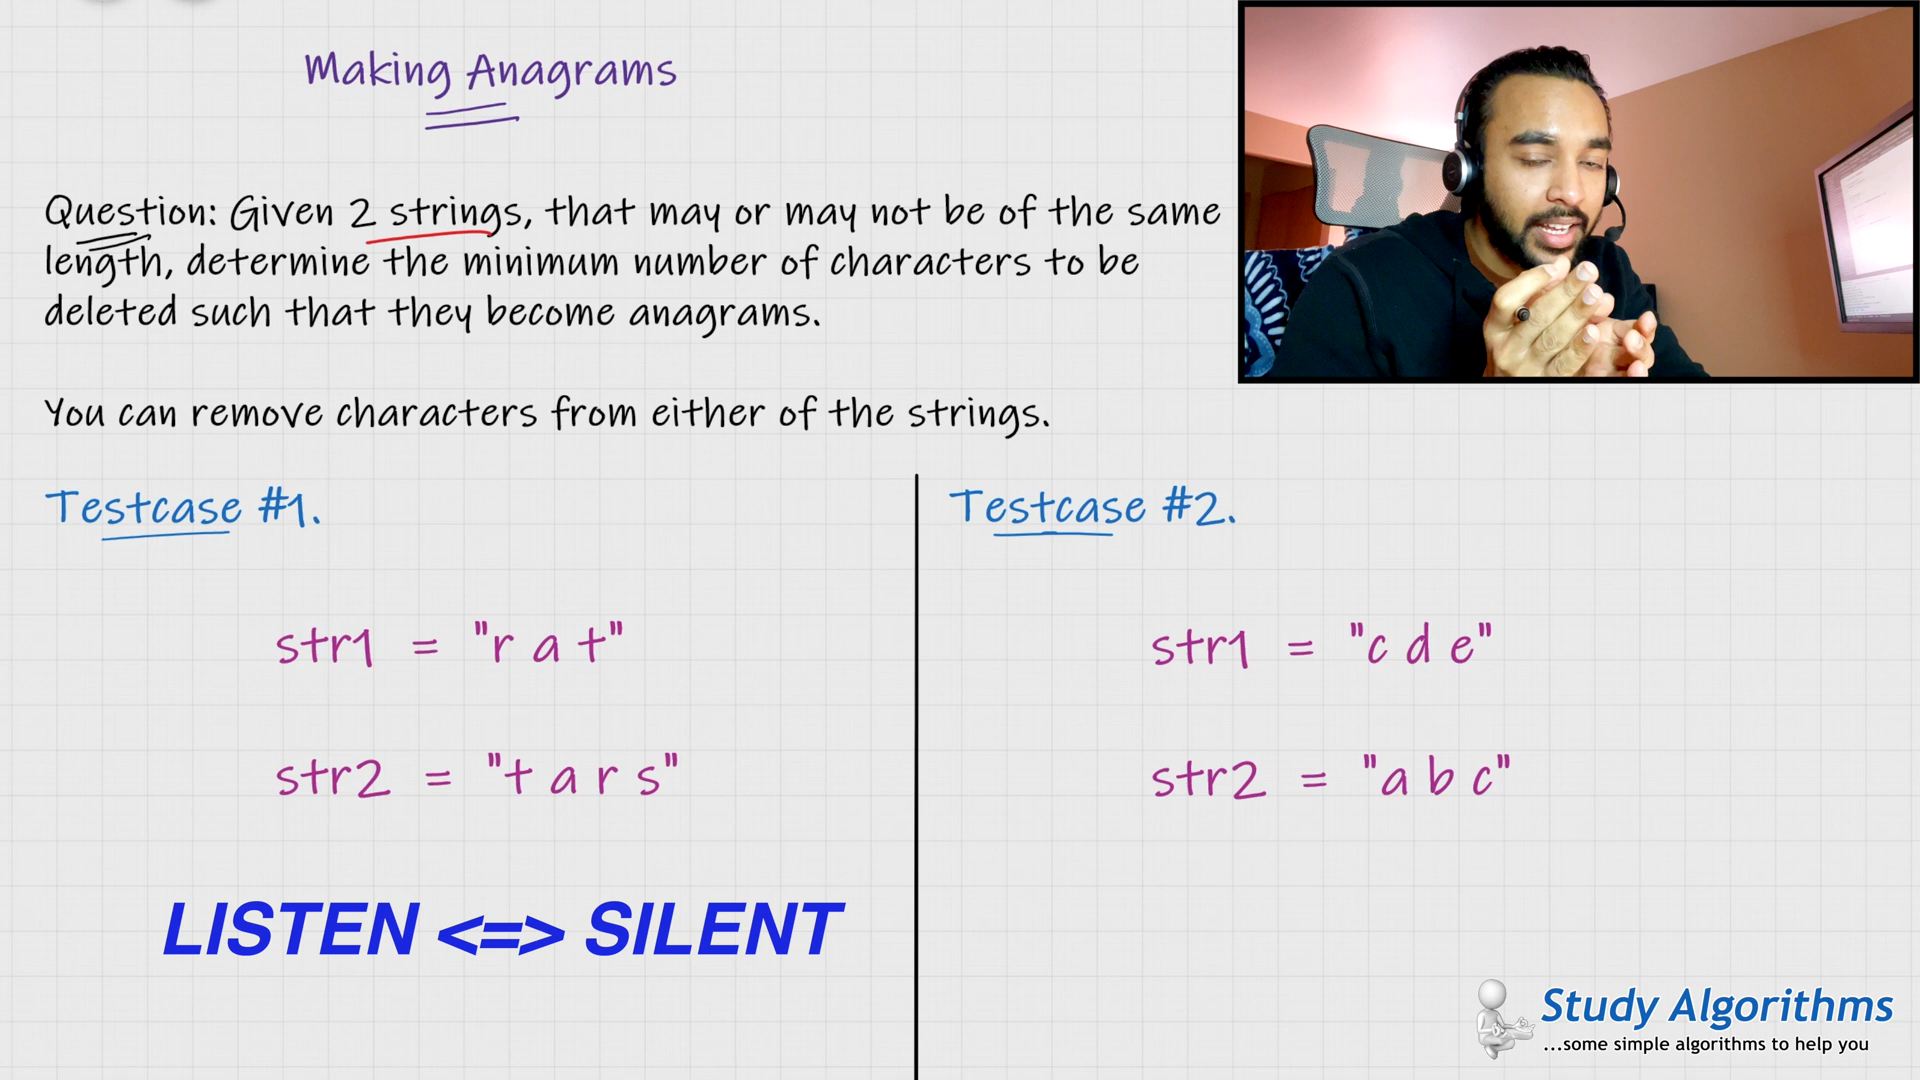 Making Anagrams
Question: Given 2 strings, that may or may not be of the same
length, determine the minimum number of characters to be
deleted such that they become anagrams.
You can remove characters from either of the strings.
Testcase #1.
str1 = "r a t"
str2 = "t a r s"
LISTEN <=> SILENT
Testcase #2.
str1 = "c d e"
str2 = "a b c"
Study Algorithms
...some simple algorithms to help you